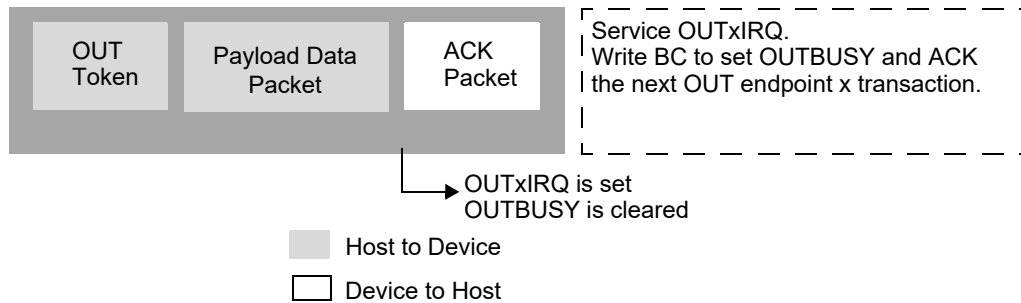 OUT
Token
Payload Data
Packet
ACK
Packet
Service OUTxIRQ.
Write BC to set OUTBUSY and ACK
the next OUT endpoint x transaction.
OUTxIRQ is set
OUTBUSY is cleared
Host to Device
Device to Host